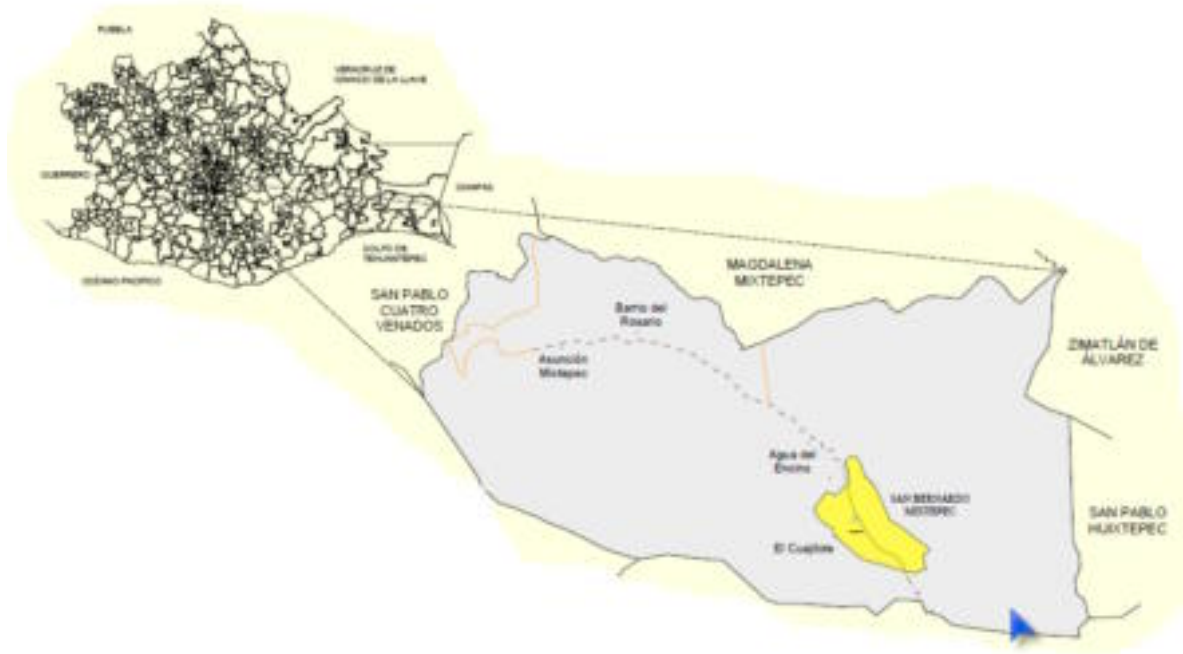 PUEBLA
VERACRUZ DE
IGNACIO DE LA LLAVE
GUERRERO
CHIAPAS
GOLFO DE
TEHUANTEPEC
OCÉANO PACÍFICO
SAN PABLO
CUATRO
VENADOS
MAGDALENA
MIXTEPEC
Barrio del
Rosario
Asunción
Mixtepec
ZIMATLÁN DE
ÁLVAREZ
Agua del
Encino
SAN BERNARDO
MIXTEPEC
SAN PABLO
HUIXTEPEC
El Cuajilote